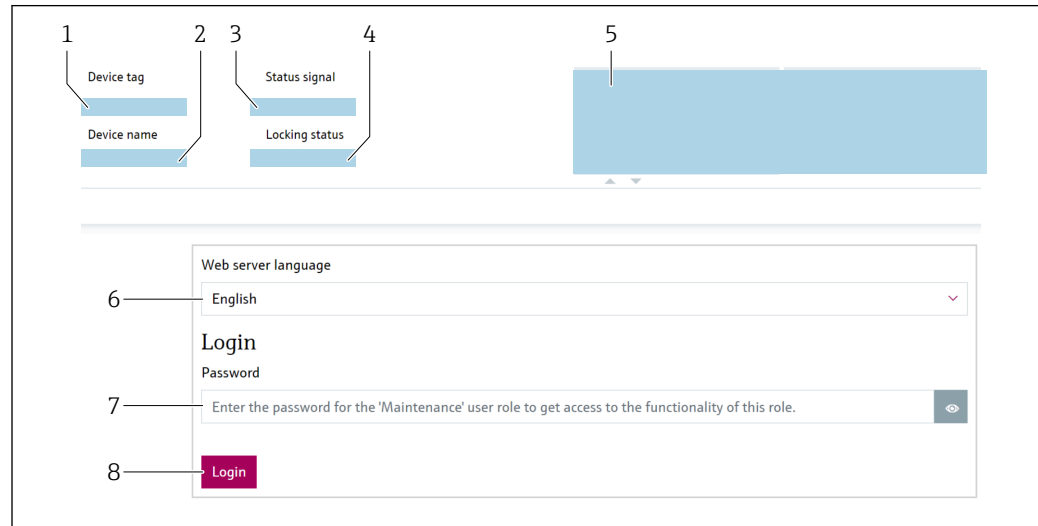 1 2 3 4 5
Device tag Status signal
Device name Locking status
Web server language
6 English
Login
Password
7 Enter the password for the 'Maintenance' user role to get access to the functionality of this role.
8 Login